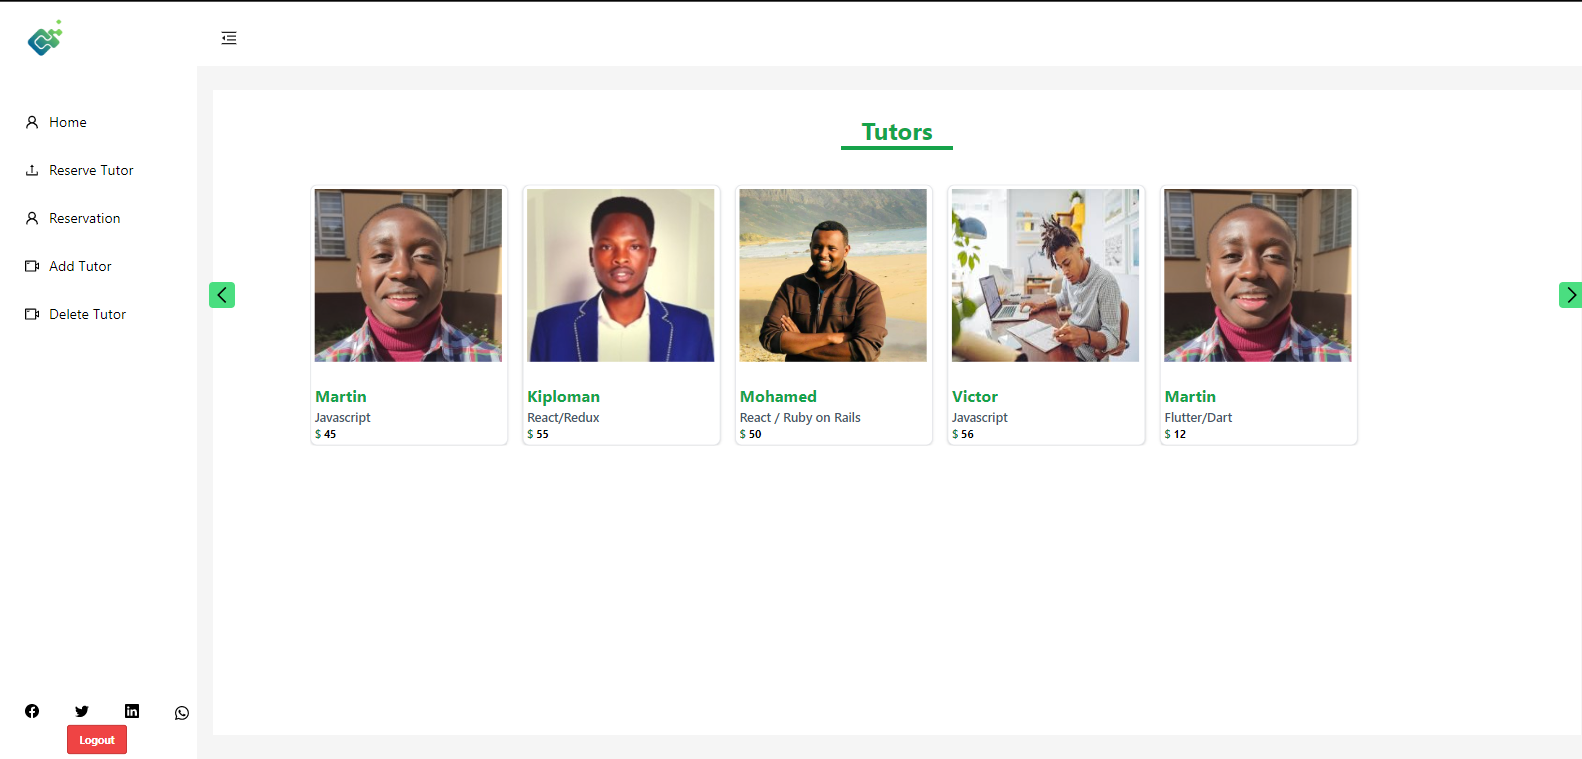 Home
Reserve Tutor
Reservation
Add Tutor
Delete Tutor
Logout
Tutors
Martin
Javascript
$ 45
Kiploman
React/Redux
$ 55
Mohamed
React / Ruby on Rails
$ 50
Victor
Javascript
$ 56
Martin
Flutter/Dart
$ 12